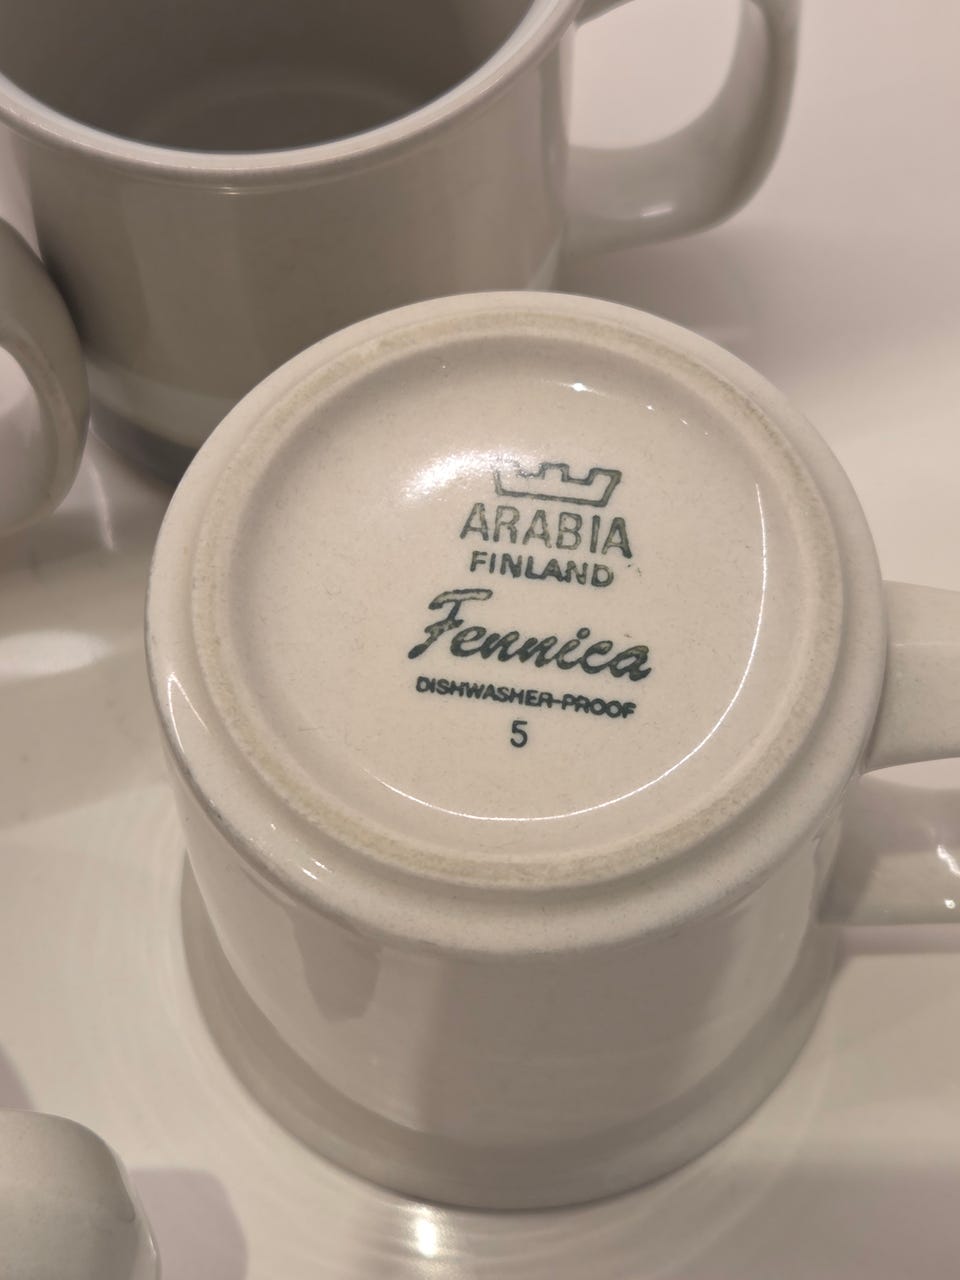 ARABIA
FINLAND
Fennica
DISHWASHER-PROOF
5